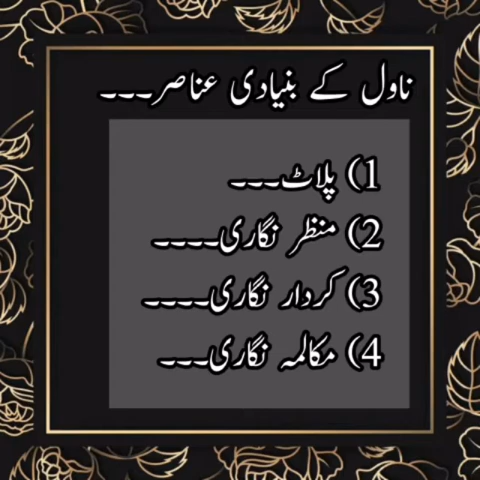 ناول کے بنیادی عناصر۔۔۔
1) پلاٹ۔۔۔
2) منظر نگاری۔۔۔۔
3) کردار نگاری۔۔۔۔
4) مکالمہ نگاری۔۔۔